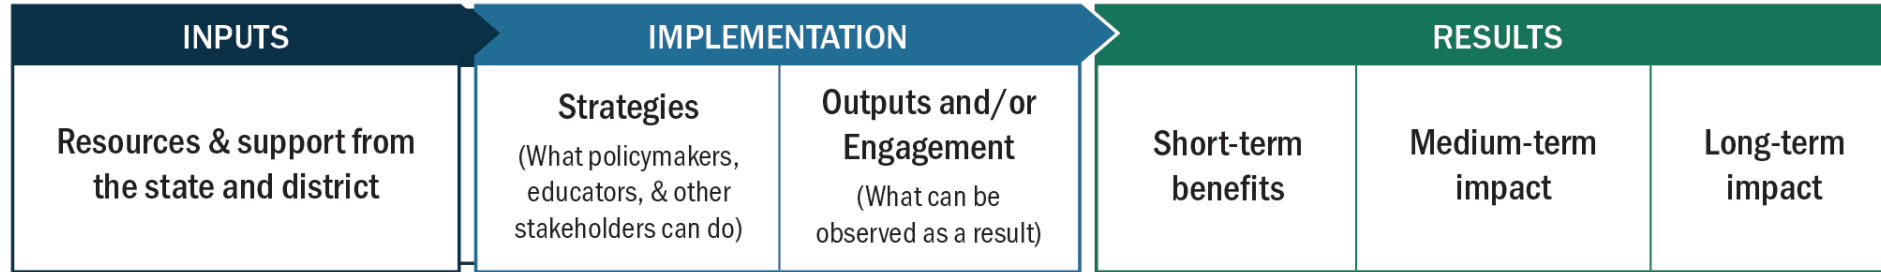 INPUTS
IMPLEMENTATION
RESULTS
Resources & support from
the state and district
Strategies
(What policymakers,
educators, & other
stakeholders can do)
Outputs and/or
Engagement
(What can be
observed as a result)
Short-term
benefits
Medium-term
impact
Long-term
impact